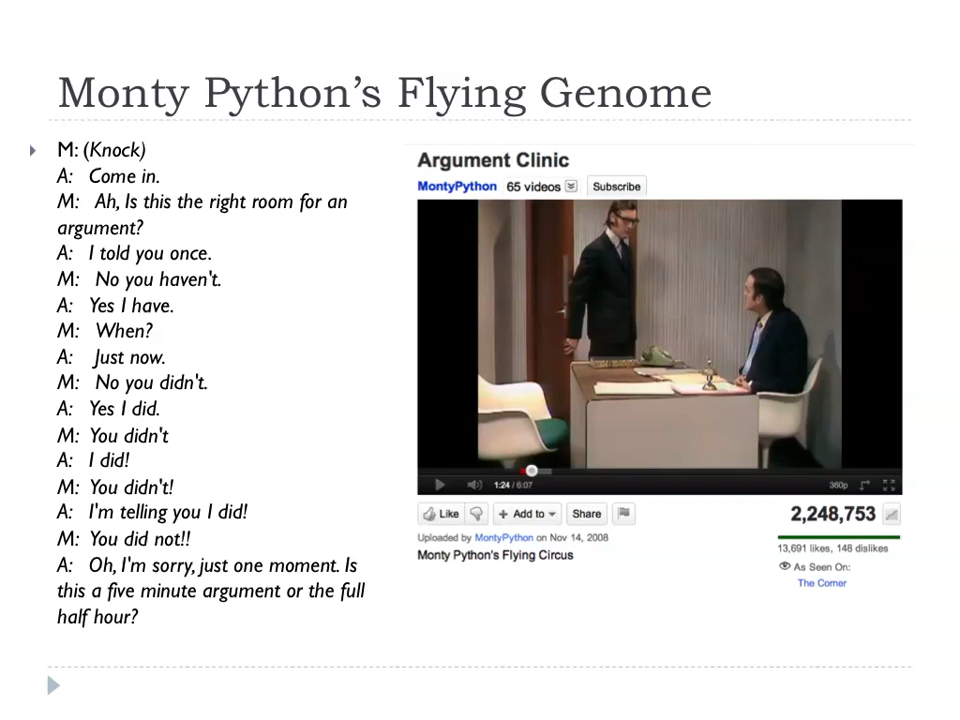 Monty Python's Flying Genome
M: (Knock)
A: Come in.
M: Ah, Is this the right room for an
argument?
A: I told you once.
M: No you haven't.
A: Yes I have.
M: When?
A: Just now.
M: No you didn't.
A: Yes I did.
M: You didn't
A: I did!
M: You didn't!
A: I'm telling you I did!
M: You did not!!
A: Oh, I'm sorry, just one moment. Is
this a five minute argument or the full
half hour?
Argument Clinic
MontyPython 65 videos Subscribe
1:24 / 6:07 360p
Like + Add to Share 2,248,753
Uploaded by MontyPython on Nov 14, 2008
Monty Python's Flying Circus
13,691 likes, 148 dislikes
As Seen On:
The Corner